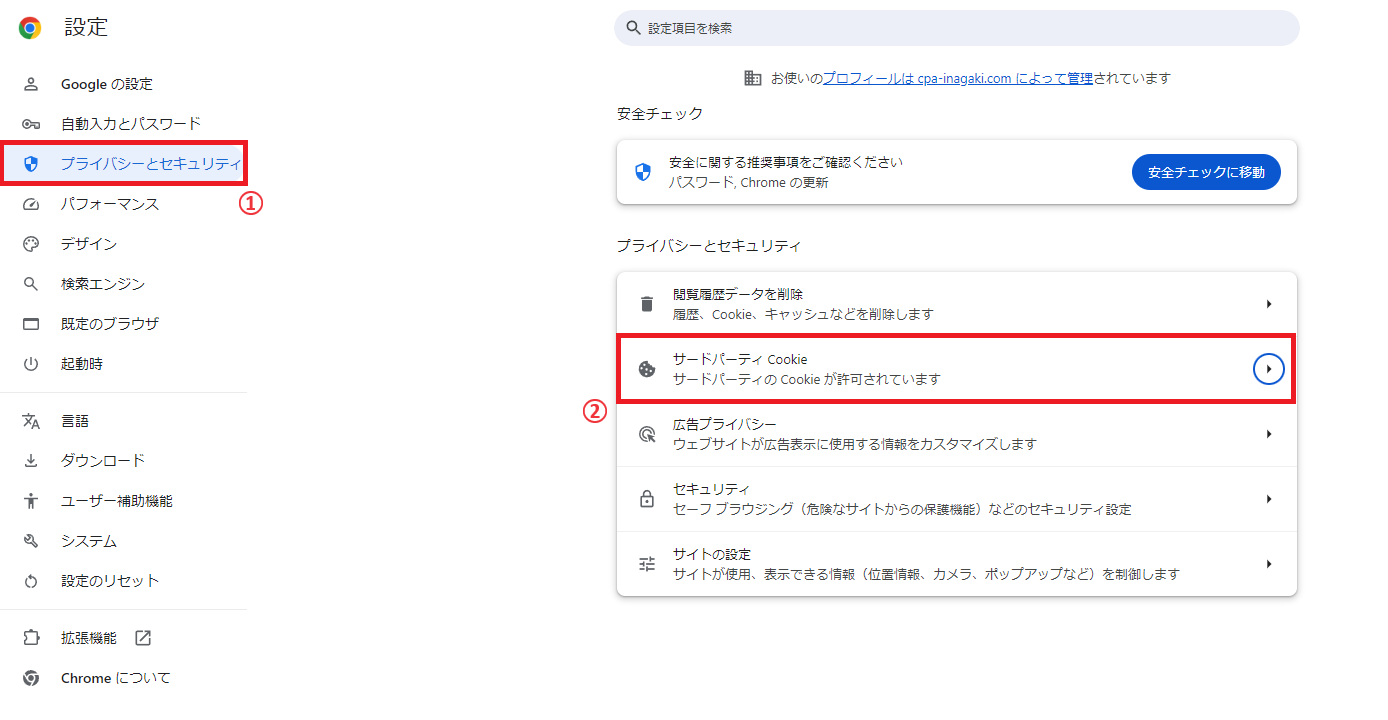 設定
設定項目を検索
Google の設定
自動入力とパスワード
プライバシーとセキュリティ
①
パフォーマンス
デザイン
検索エンジン
既定のブラウザ
起動時
言語
ダウンロード
ユーザー補助機能
システム
設定のリセット
拡張機能
Chrome について
お使いのプロフィールは cpa-inagaki.com によって管理されています
安全チェック
安全に関する推奨事項をご確認ください
パスワード, Chrome の更新
安全チェックに移動
プライバシーとセキュリティ
閲覧履歴データを削除
履歴、Cookie、キャッシュなどを削除します
サードパーティ Cookie
サードパーティの Cookie が許可されています
②
広告プライバシー
ウェブサイトが広告表示に使用する情報をカスタマイズします
セキュリティ
セーフ ブラウジング（危険なサイトからの保護機能）などのセキュリティ設定
サイトの設定
サイトが使用、表示できる情報（位置情報、カメラ、ポップアップなど）を制御します